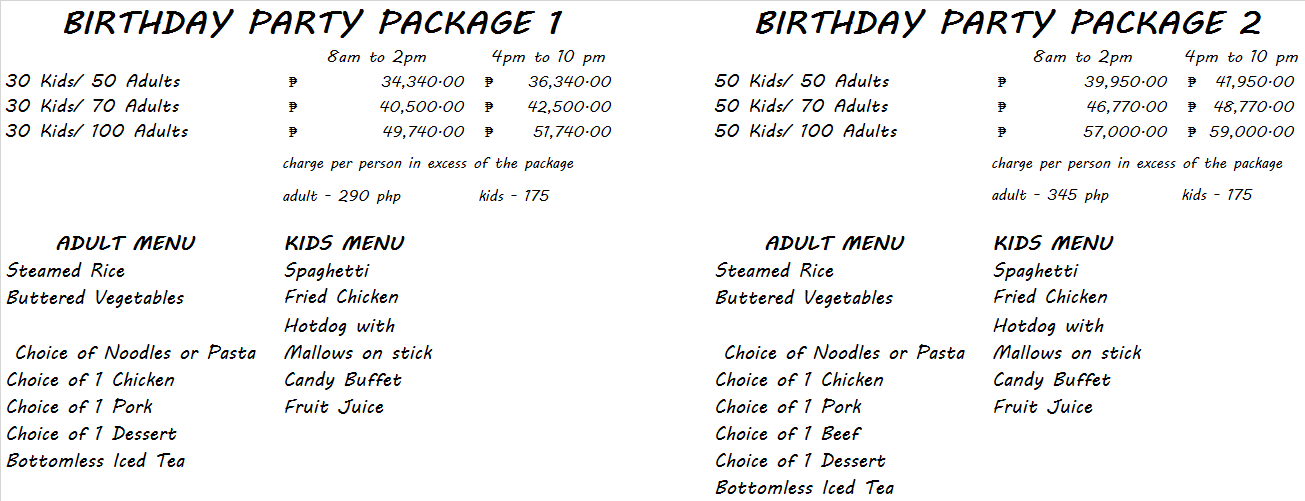 BIRTHDAY PARTY PACKAGE 1
8am to 2pm 4pm to 10 pm
30 Kids/ 50 Adults ₱ 34,340.00 ₱ 36,340.00
30 Kids/ 70 Adults ₱ 40,500.00 ₱ 42,500.00
30 Kids/ 100 Adults ₱ 49,740.00 ₱ 51,740.00
charge per person in excess of the package
adult - 290 php kids - 175
ADULT MENU KIDS MENU
Steamed Rice Spaghetti
Buttered Vegetables Fried Chicken
Hotdog with
Choice of Noodles or Pasta Mallows on stick
Choice of 1 Chicken Candy Buffet
Choice of 1 Pork Fruit Juice
Choice of 1 Dessert
Bottomless Iced Tea
BIRTHDAY PARTY PACKAGE 2
8am to 2pm 4pm to 10 pm
50 Kids/ 50 Adults ₱ 39,950.00 ₱ 41,950.00
50 Kids/ 70 Adults ₱ 46,770.00 ₱ 48,770.00
50 Kids/ 100 Adults ₱ 57,000.00 ₱ 59,000.00
charge per person in excess of the package
adult - 345 php kids - 175
ADULT MENU KIDS MENU
Steamed Rice Spaghetti
Buttered Vegetables Fried Chicken
Hotdog with
Choice of Noodles or Pasta Mallows on stick
Choice of 1 Chicken Candy Buffet
Choice of 1 Pork Fruit Juice
Choice of 1 Beef
Choice of 1 Dessert
Bottomless Iced Tea